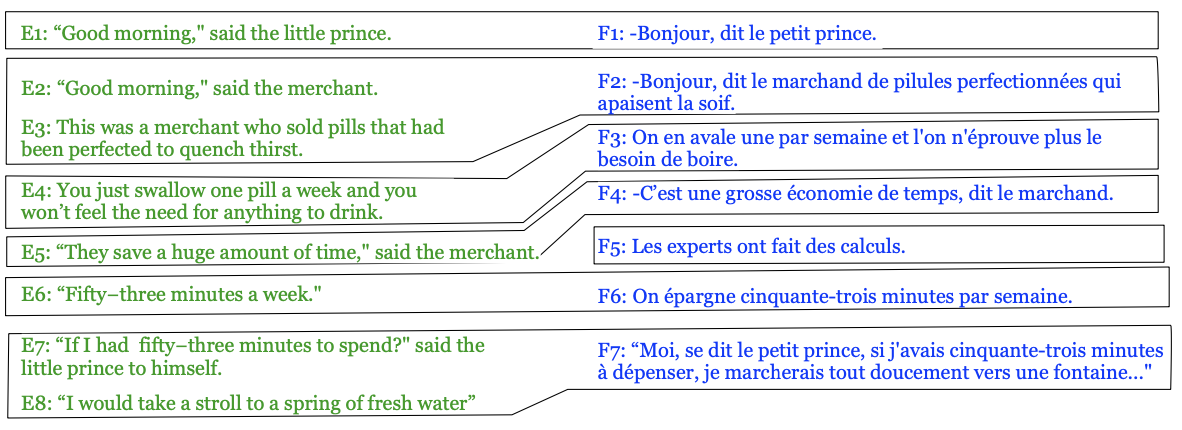 E1: “Good morning," said the little prince.
F1: -Bonjour, dit le petit prince.
E2: “Good morning," said the merchant.
F2: -Bonjour, dit le marchand de pilules perfectionnées qui
apaisent la soif.
E3: This was a merchant who sold pills that had
been perfected to quench thirst.
F3: On en avale une par semaine et l'on n'éprouve plus le
besoin de boire.
E4: You just swallow one pill a week and you
won’t feel the need for anything to drink.
F4: -C’est une grosse économie de temps, dit le marchand.
E5: “They save a huge amount of time," said the merchant.
F5: Les experts ont fait des calculs.
E6: “Fifty–three minutes a week."
F6: On épargne cinquante-trois minutes par semaine.
E7: “If I had  fifty–three minutes to spend?" said the
little prince to himself.
F7: “Moi, se dit le petit prince, si j'avais cinquante-trois minutes
à dépenser, je marcherais tout doucement vers une fontaine..."
E8: “I would take a stroll to a spring of fresh water”